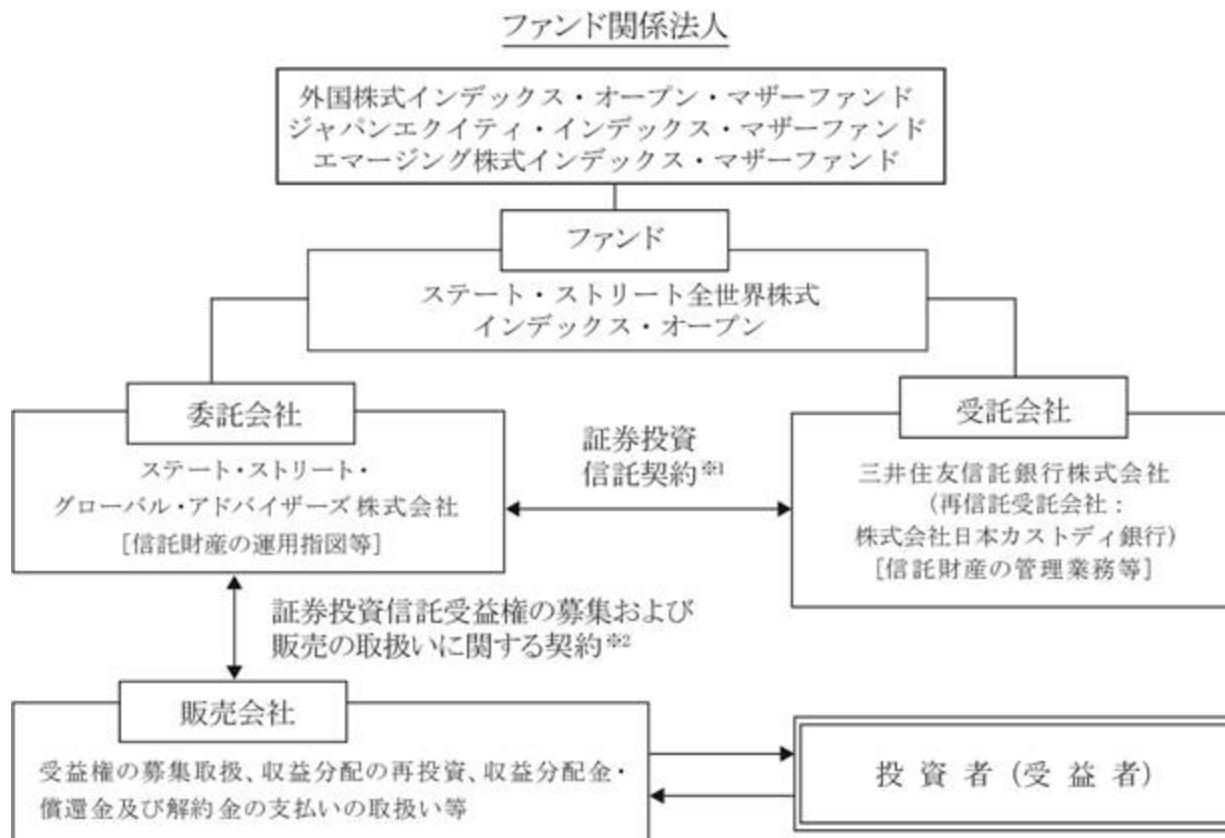 ファンド関係法人
外国株式インデックス・オープン・マザーファンド
ジャパンエクイティ・インデックス・マザーファンド
エマージング株式インデックス・マザーファンド
ファンド
ステート・ストリート全世界株式
インデックス・オープン
委託会社
ステート・ストリート・
グローバル・アドバイザーズ株式会社
[信託財産の運用指図等]
証券投資
信託契約※1
受託会社
三井住友信託銀行株式会社
(再信託受託会社:
株式会社日本カストディ銀行)
[信託財産の管理業務等]
証券投資信託受益権の募集および
販売の取扱いに関する契約※2
販売会社
受益権の募集取扱、収益分配の再投資、収益分配金・
償還金及び解約金の支払いの取扱い等
投資者(受益者)